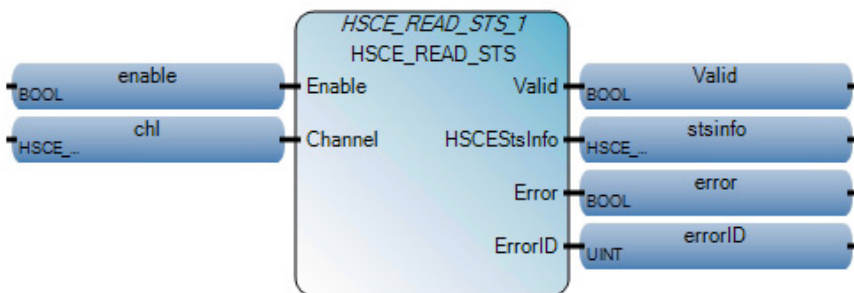 HSCE_READ_STS_1
HSCE_READ_STS
enable
BOOL
Enable
Valid
Valid
BOOL
chl
HSCE_...
Channel
HSCEStsInfo
stsinfo
HSCE_...
Error
error
BOOL
ErrorID
errorID
UINT